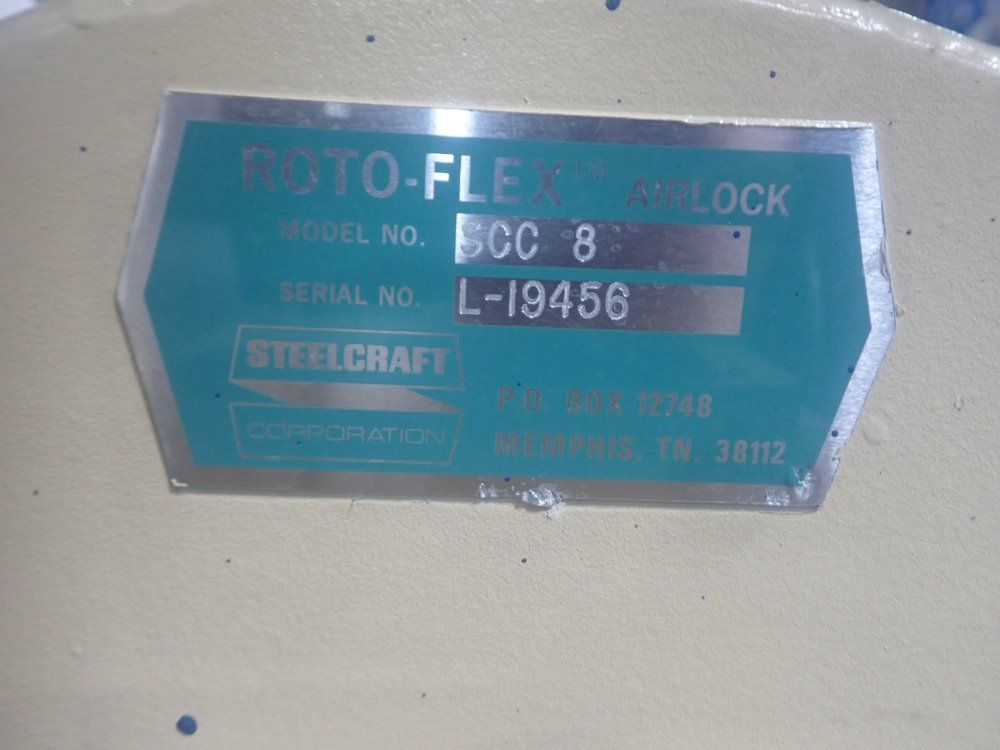 ROTO-FLEX™ AIRLOCK
MODEL NO. SCC 8
SERIAL NO. L-19456
STEELCRAFT
CORPORATION
P.O. BOX 12748
MEMPHIS, TN. 38112